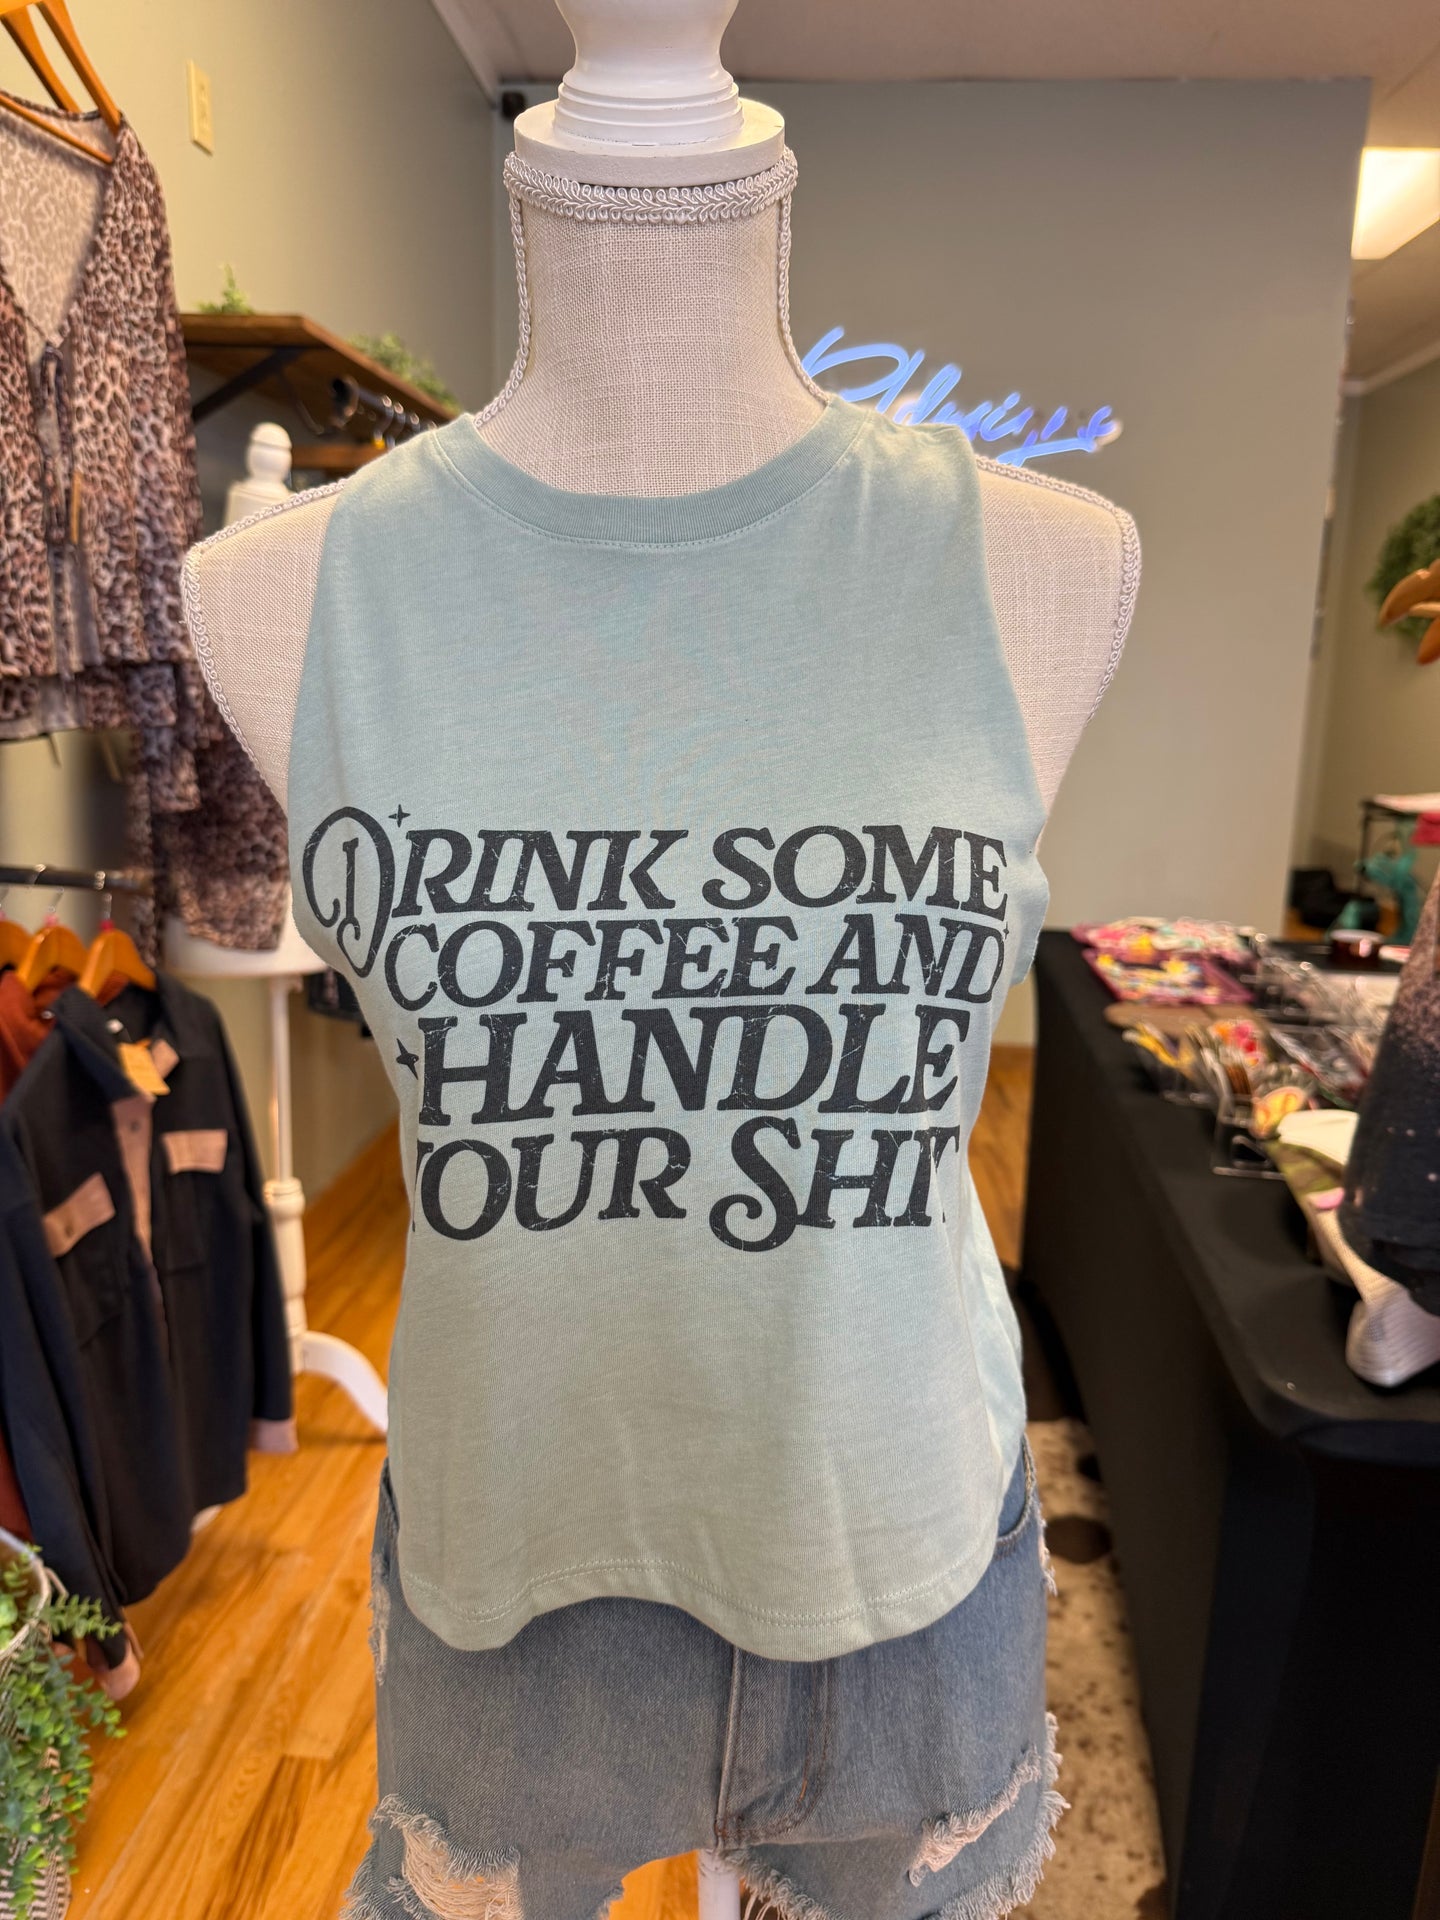 DRINK SOME
COFFEE AND
HANDLE
YOUR SHIT